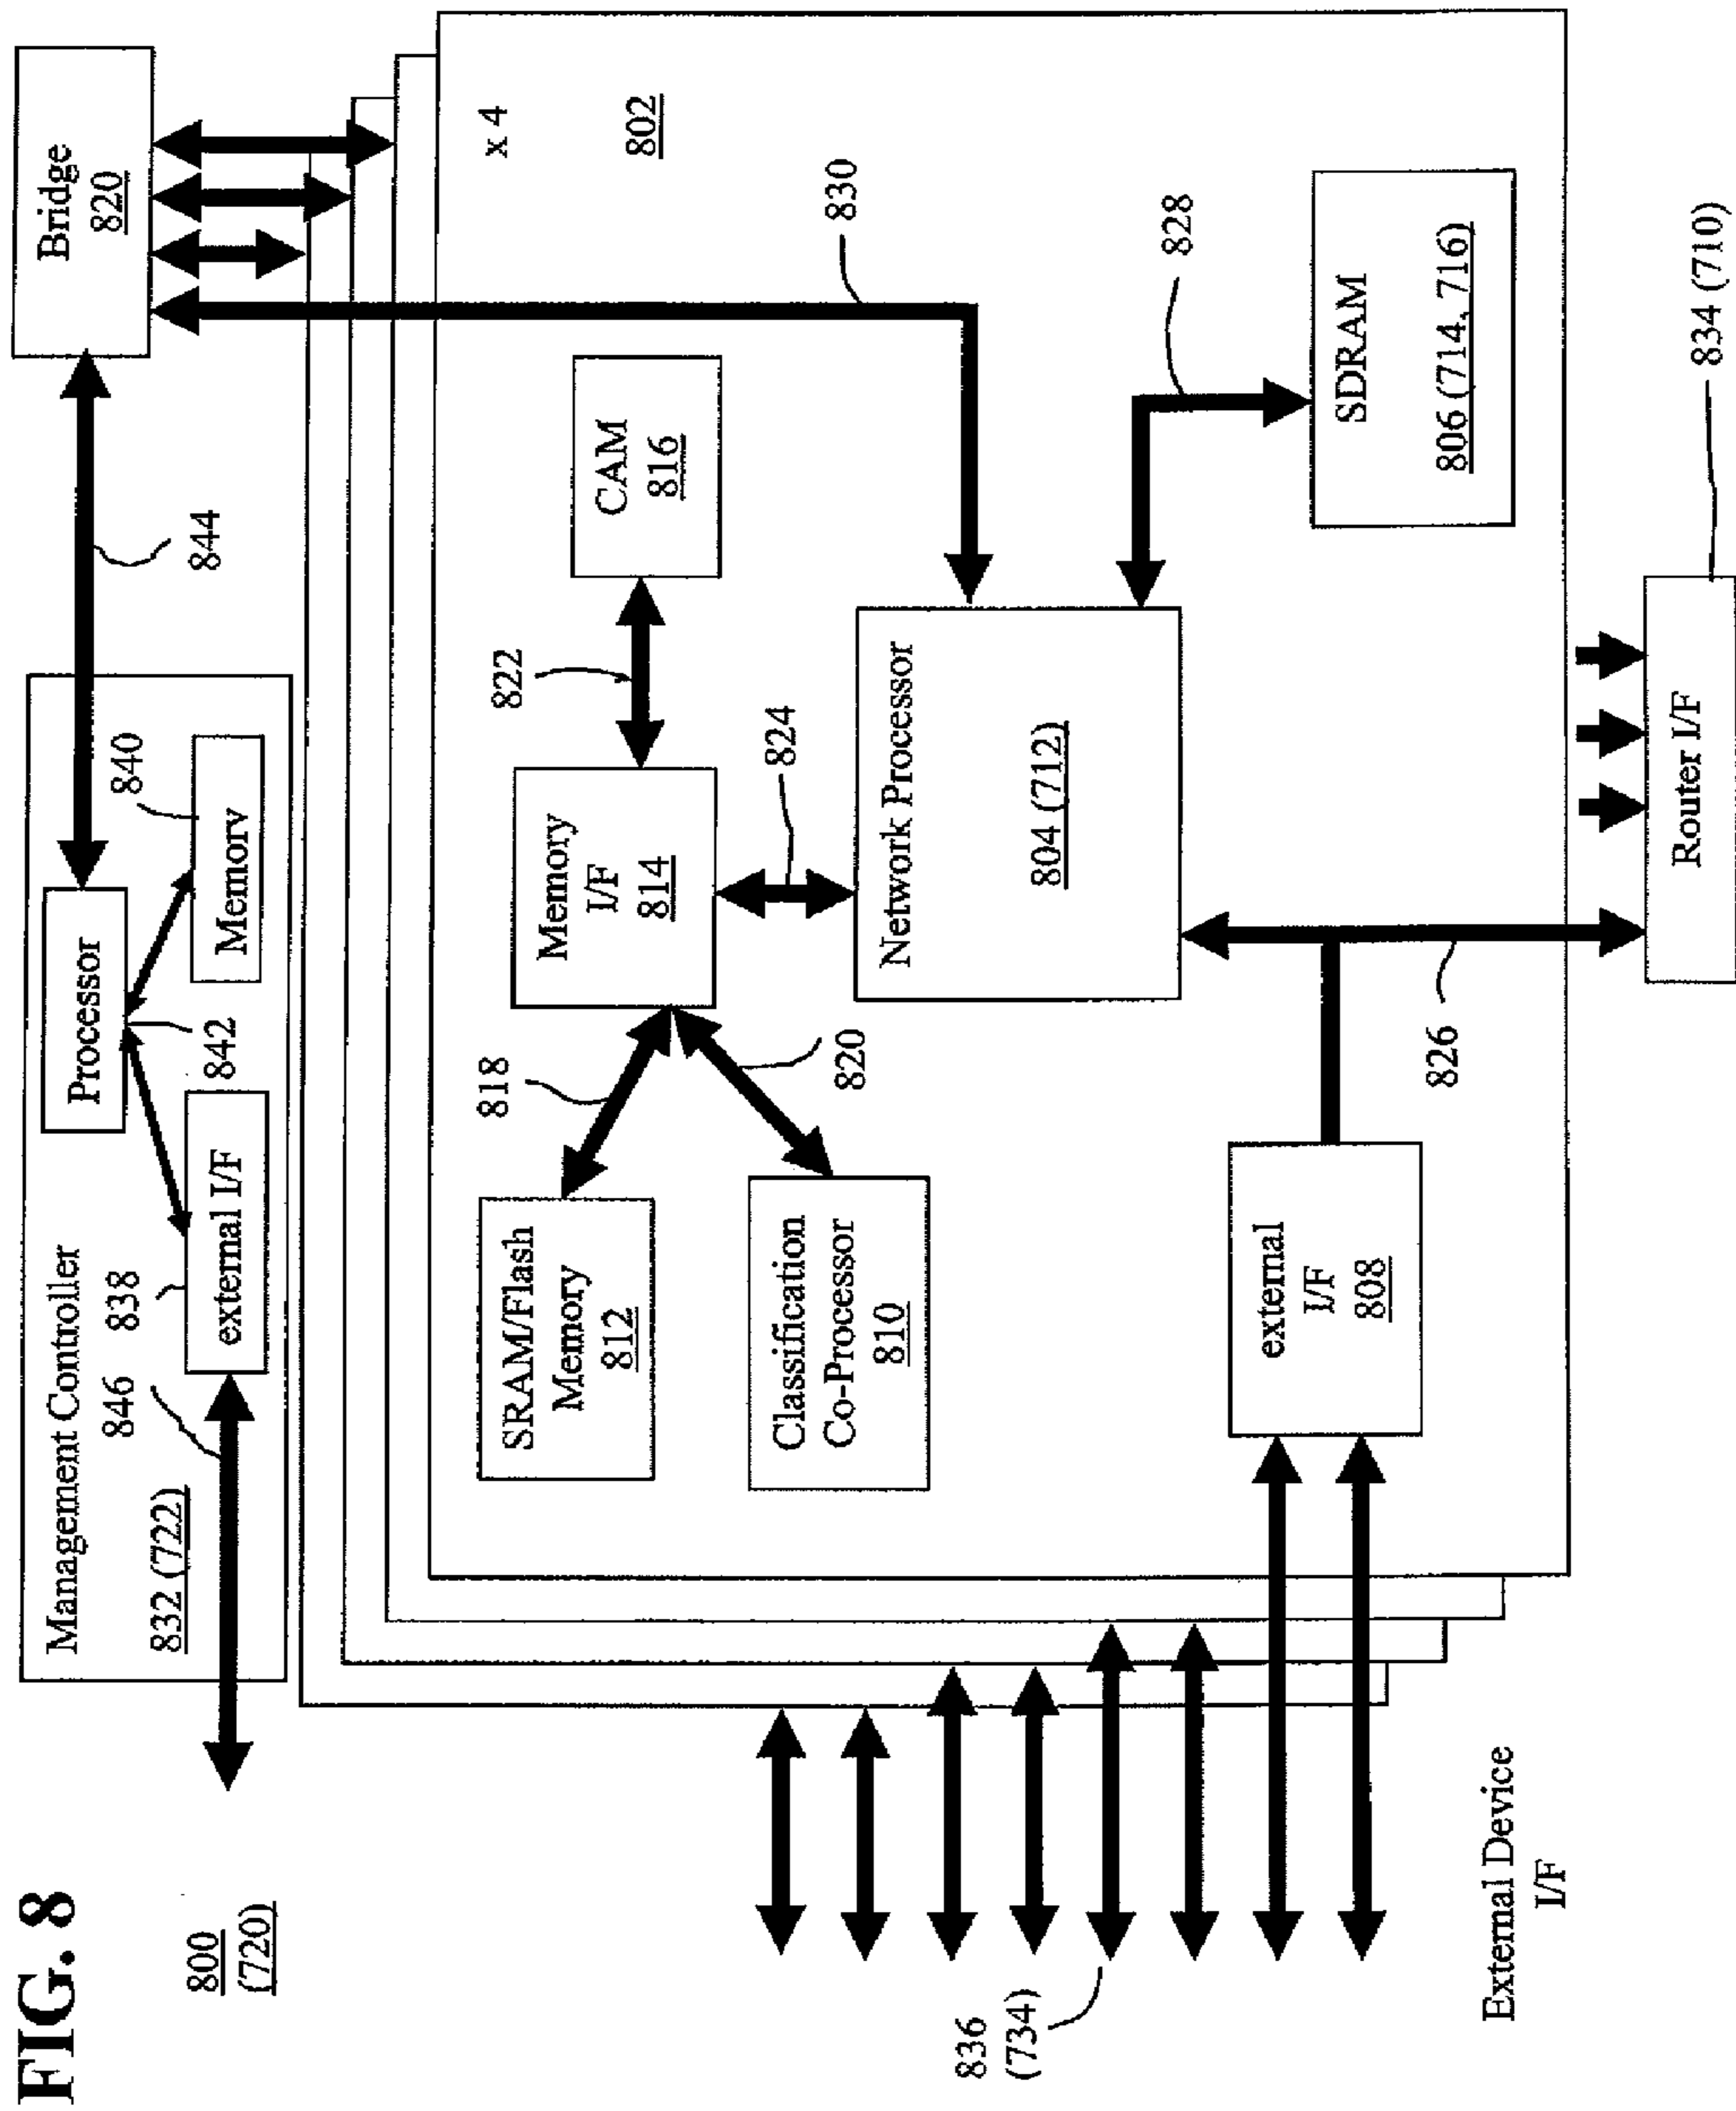 FIG. 8
800
(720)
Management Controller
832 (722)
846
838
external I/F
842
Processor
840
Memory
844
Bridge
820
x 4
802
SRAM/Flash
Memory
812
818
Classification
Co-Processor
810
820
Memory
I/F
814
822
CAM
816
824
Network Processor
804 (712)
830
828
SDRAM
806 (714, 716)
external
I/F
808
826
836
(734)
External Device
I/F
Router I/F
834 (710)